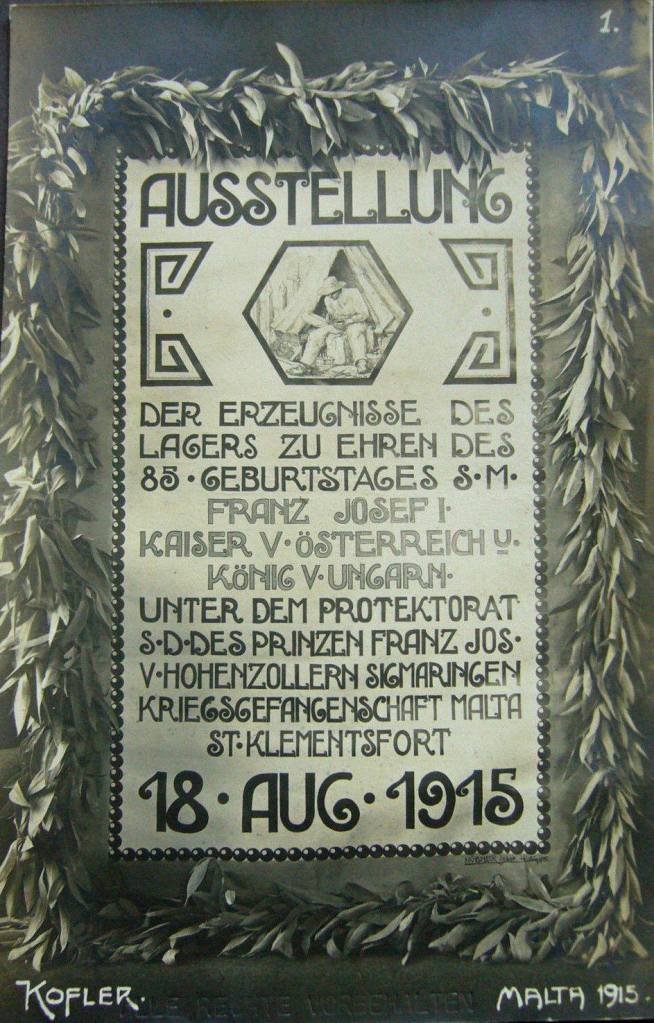 1.
AUSSTELLUNG
DER ERZEUGNISSE DES
LAGERS ZU EHREN DES
85 · GEBURTSTAGES S · M ·
FRANZ JOSEF I ·
KAISER V · ÖSTERREICH U ·
KÖNIG V · UNGARN ·
UNTER DEM PROTEKTORAT
S · D · DES PRINZEN FRANZ JOS ·
V · HOHENZOLLERN SIGMARINGEN
KRIEGSGEFANGENSCHAFT MALTA
ST · KLEMENTSFORT
18 · AUG · 1915
KOFLER.
ALLE RECHTE VORBEHALTEN
MALTA 1915.